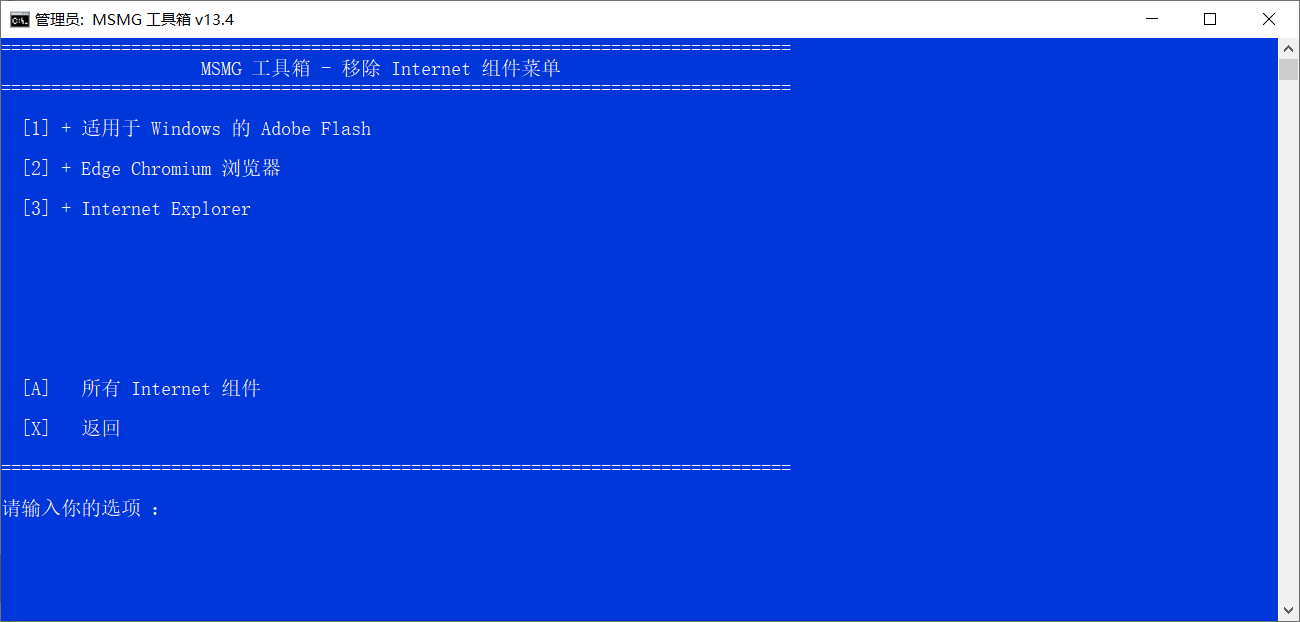 管理员: MSMG 工具箱 v13.4
===============================================================================
MSMG 工具箱 - 移除 Internet 组件菜单
===============================================================================
[1] + 适用于 Windows 的 Adobe Flash
[2] + Edge Chromium 浏览器
[3] + Internet Explorer
[A] 所有 Internet 组件
[X] 返回
===============================================================================
请输入你的选项 :